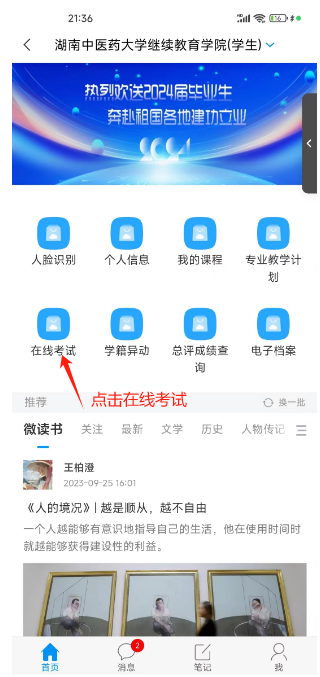 21:36
湖南中医药大学继续教育学院(学生)
热烈欢送2024届毕业生
奔赴祖国各地建功立业
2024
人脸识别
个人信息
我的课程
专业教学计
划
在线考试
学籍异动
总评成绩查
询
电子档案
点击在线考试
推荐
换一批
微读书
关注
最新
文学
历史
人物传记
王柏澄
2023-09-25 16:01
《人的境况》| 越是顺从，越不自由
一个人越能够有意识地指导自己的生活，他在使用时间时
就越能够获得建设性的利益。
首页
2
消息
笔记
我